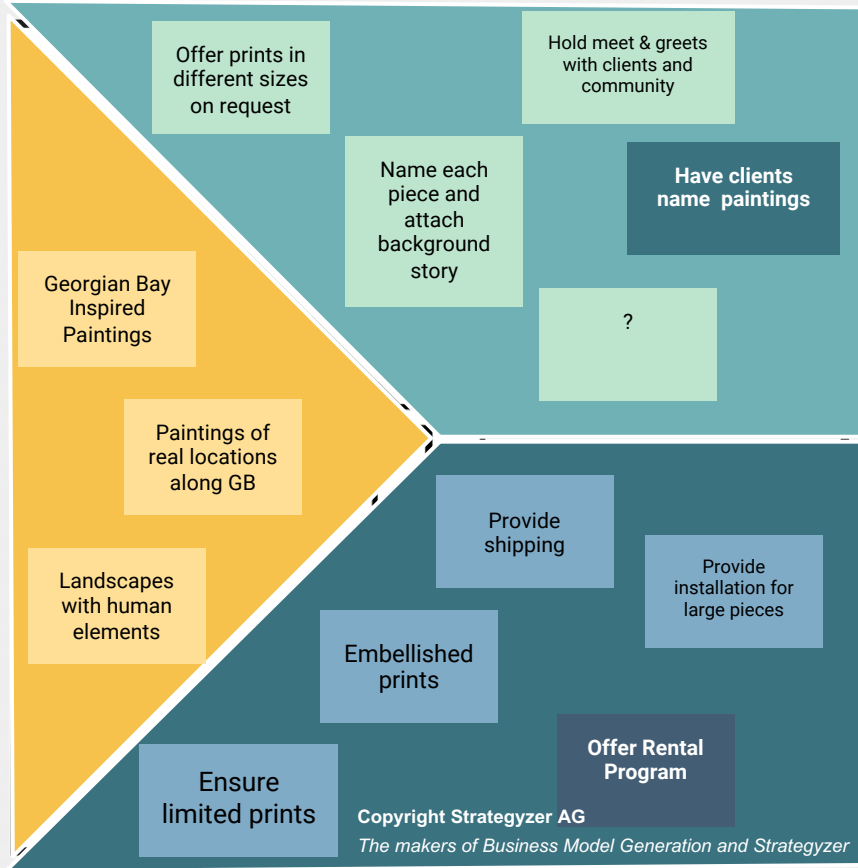 Offer prints in
different sizes
on request
Hold meet & greets
with clients and
community
Name each
piece and
attach
background
story
Have clients
name paintings
?
Georgian Bay
Inspired
Paintings
Paintings of
real locations
along GB
Landscapes
with human
elements
Provide
shipping
Provide
installation for
large pieces
Embellished
prints
Offer Rental
Program
Ensure
limited prints
Copyright Strategyzer AG
The makers of Business Model Generation and Strategyzer